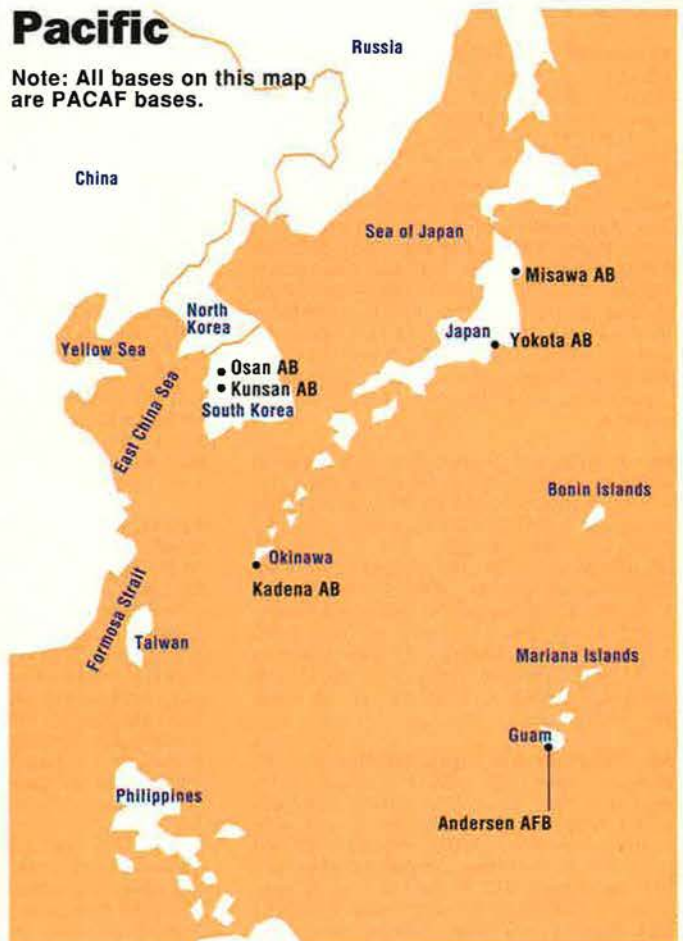 Pacific
Note: All bases on this map
are PACAF bases.
Russia
China
Sea of Japan
Misawa AB
North
Korea
Japan
Yokota AB
Yellow Sea
Osan AB
Kunsan AB
South Korea
East China Sea
Bonin Islands
Okinawa
Kadena AB
Formosa Strait
Taiwan
Mariana Islands
Guam
Philippines
Andersen AFB